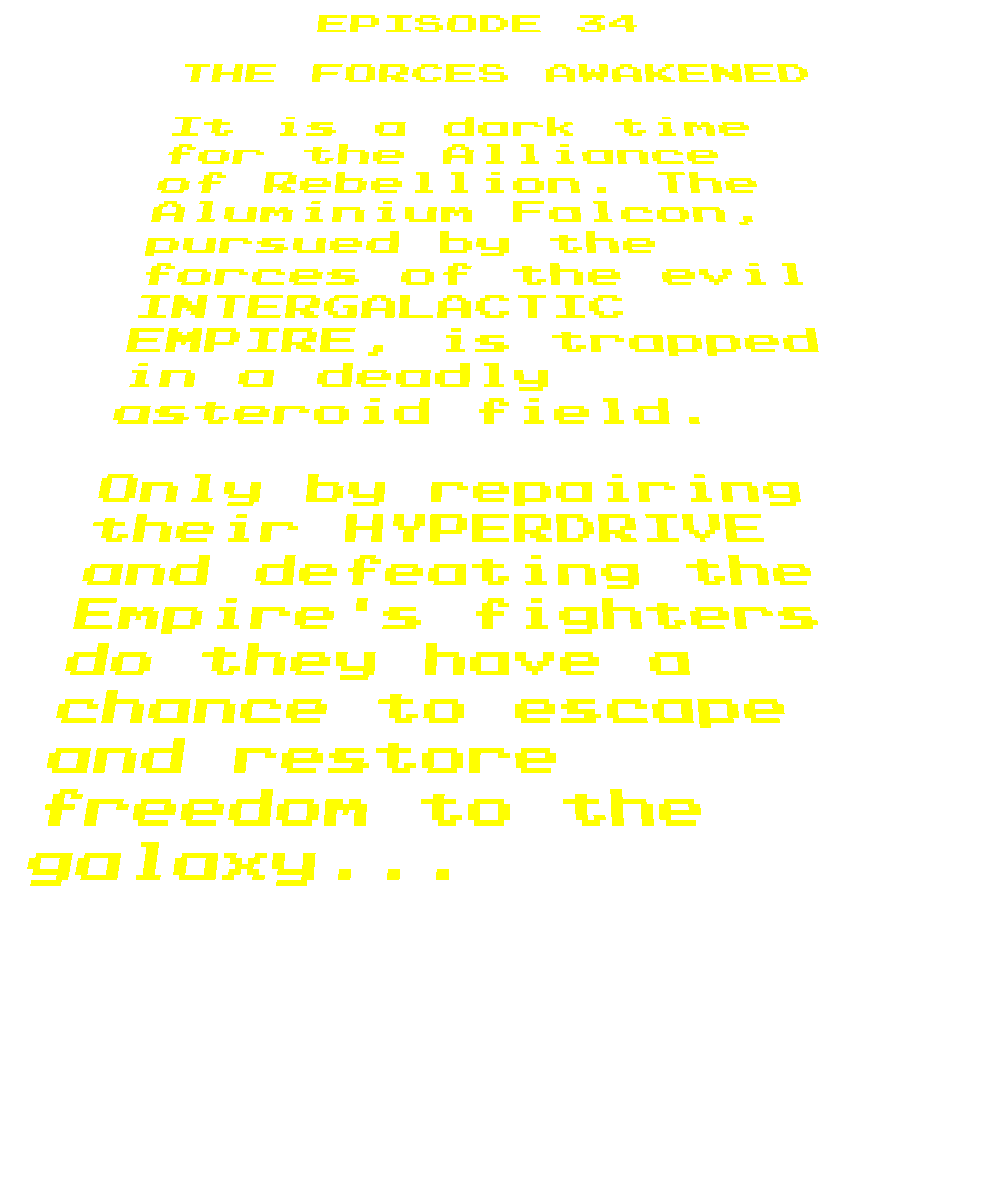 EPISODE 34
THE FORCES AWAKENED
It is a dark time
for the Alliance
of Rebellion. The
Aluminium Falcon,
pursued by the
forces of the evil
INTERGALACTIC
EMPIRE, is trapped
in a deadly
asteroid field.
Only by repairing
their HYPERDRIVE
and defeating the
Empire's fighters
do they have a
chance to escape
and restore
freedom to the
galaxy...